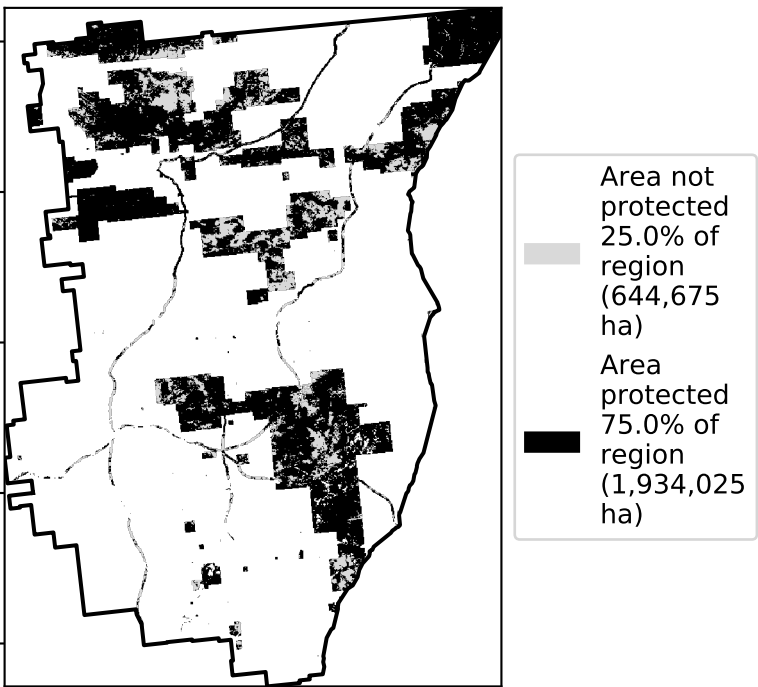 Area not
protected
25.0% of
region
(644,675
ha)
Area
protected
75.0% of
region
(1,934,025
ha)